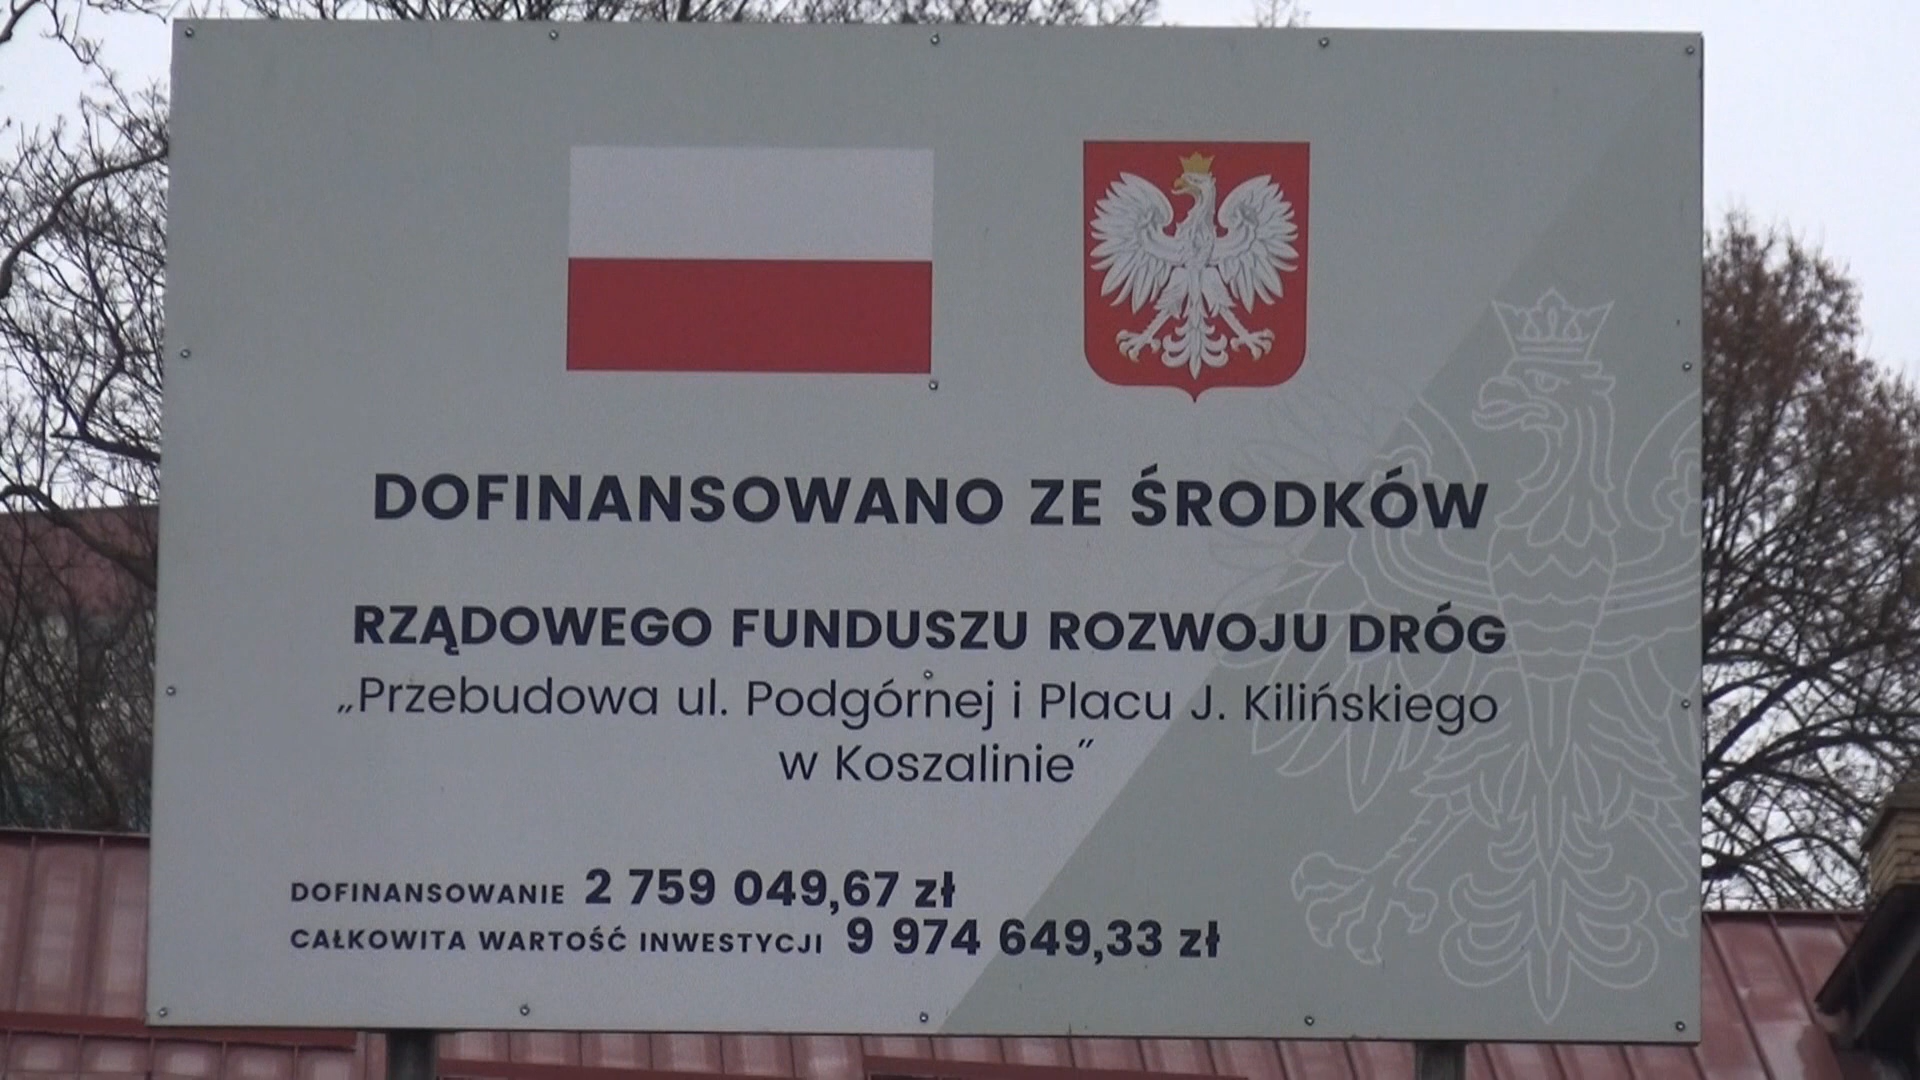 DOFINANSOWANO ZE ŚRODKÓW
RZĄDOWEGO FUNDUSZU ROZWOJU DRÓG
„Przebudowa ul. Podgórnej i Placu J. Kilińskiego
w Koszalinie”
DOFINANSOWANIE 2 759 049,67 zł
CAŁKOWITA WARTOŚĆ INWESTYCJI 9 974 649,33 zł